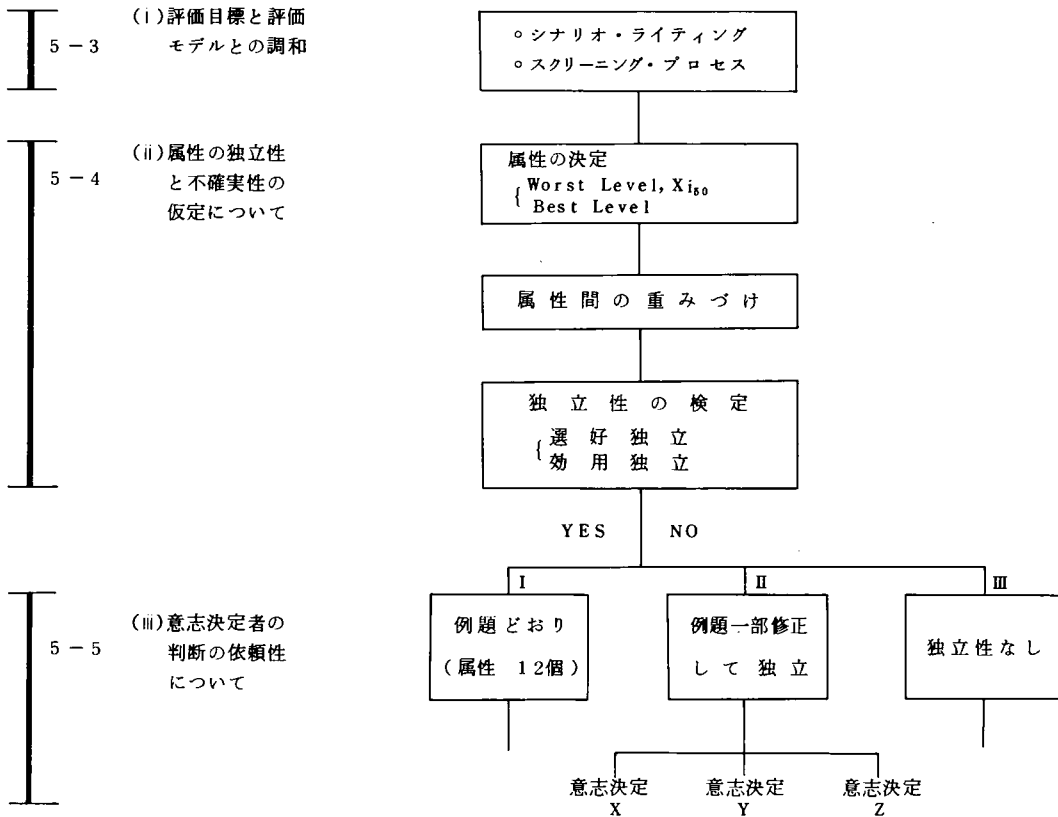 5-3
(i)評価目標と評価
モデルとの調和
○シナリオ・ライティング
○スクリーニング・プロセス
5-4
(ii)属性の独立性
と不確実性の
仮定について
属性の決定
{ Worst Level, Xi₅₀
Best Level
属性間の重みづけ
独立性の検定
{ 選好独立
効用独立
YES NO
5-5
(iii)意志決定者の
判断の依頼性
について
I
例題どおり
(属性 12個)
II
例題一部修正
して独立
III
独立性なし
意志決定
X
意志決定
Y
意志決定
Z